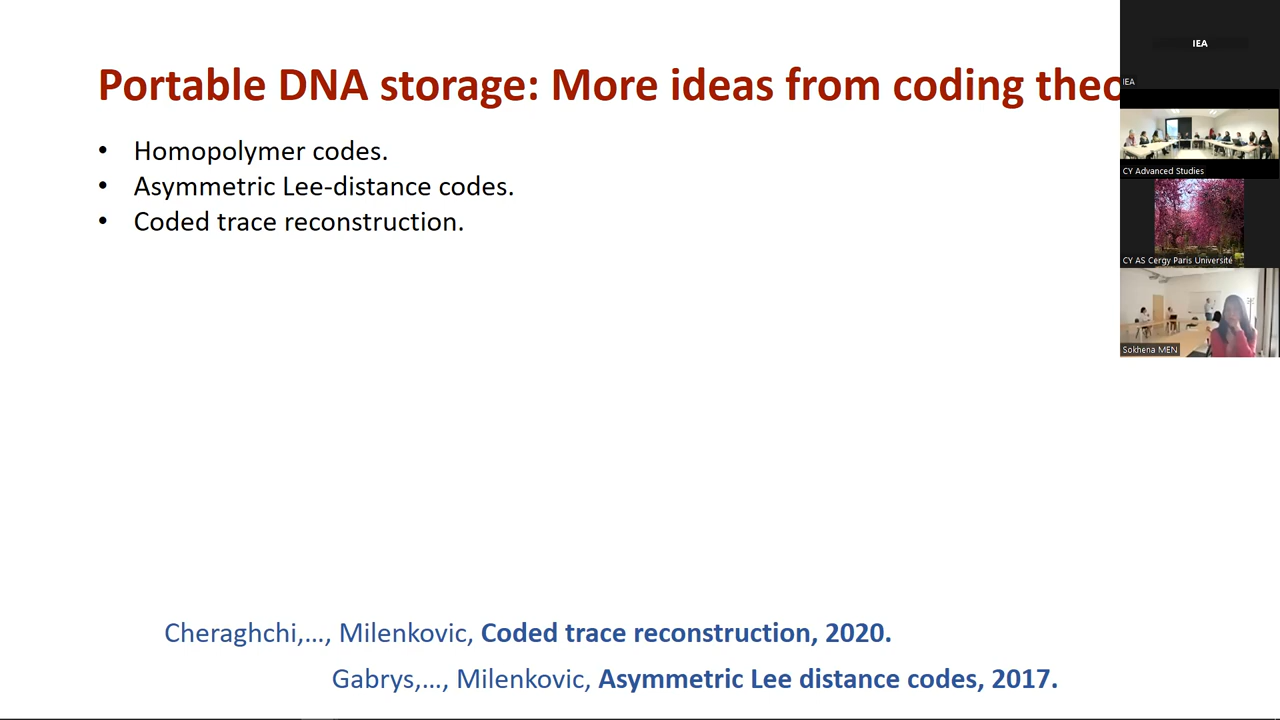 Portable DNA storage: More ideas from coding theo
• Homopolymer codes.
• Asymmetric Lee-distance codes.
• Coded trace reconstruction.
Cheraghchi,..., Milenkovic, Coded trace reconstruction, 2020.
Gabrys,..., Milenkovic, Asymmetric Lee distance codes, 2017.
IEA
IEA
CY Advanced Studies
CY AS Cergy Paris Université
Sokhena MEN